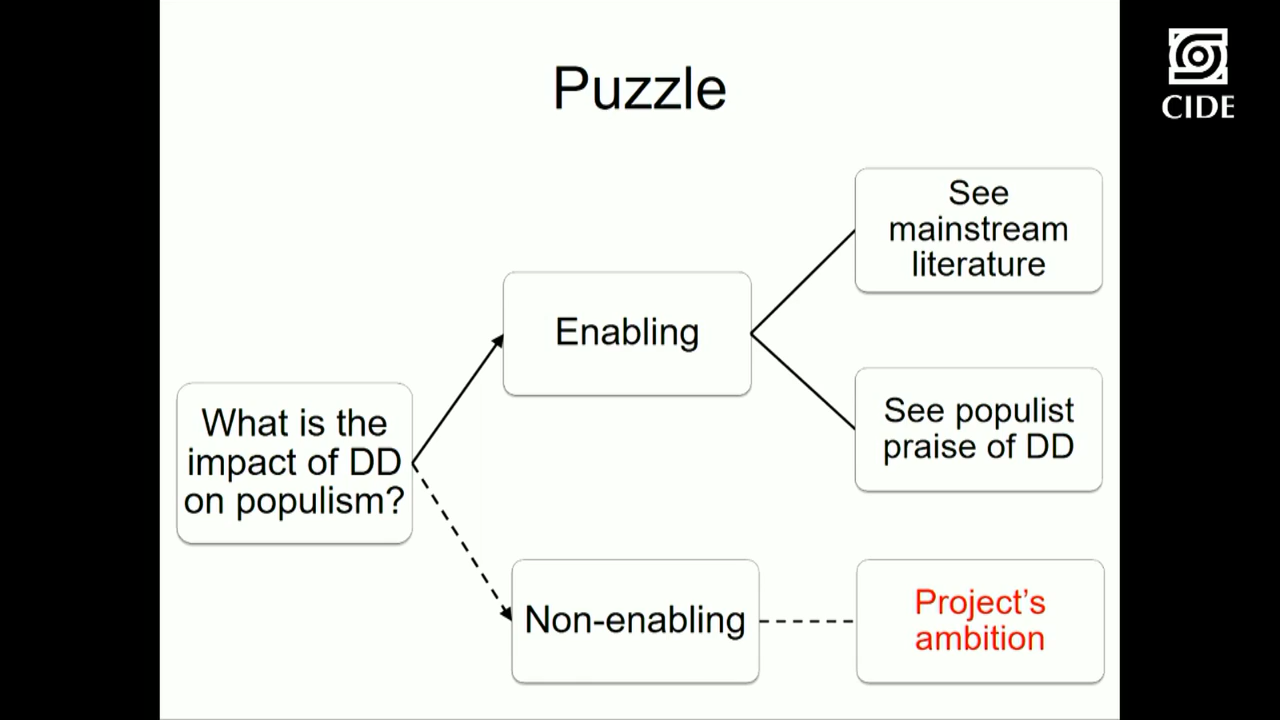 Puzzle
CIDE
See
mainstream
literature
Enabling
What is the
impact of DD
on populism?
See populist
praise of DD
Non-enabling
Project's
ambition